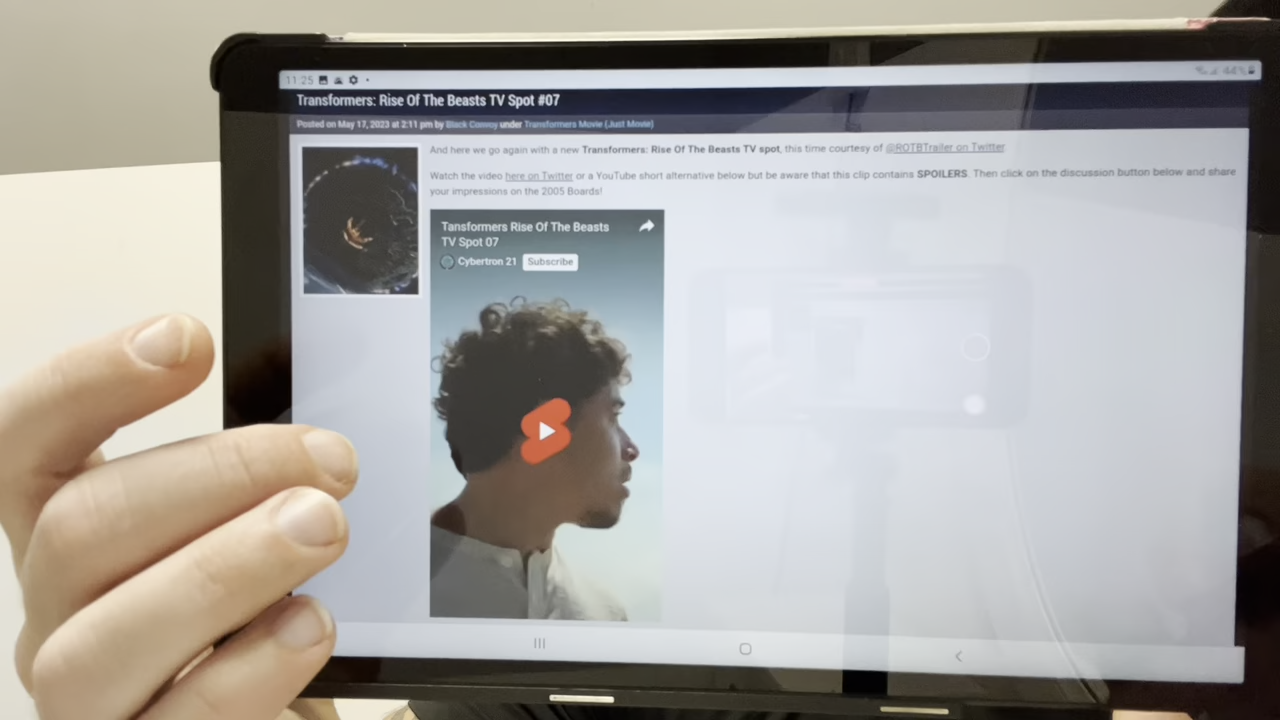 11:25
44%
Transformers: Rise Of The Beasts TV Spot #07
Posted on May 17, 2023 at 2:11 pm by Black Convoy under Transformers Movie (Just Movie)
And here we go again with a new Transformers: Rise Of The Beasts TV spot, this time courtesy of @ROTBTrailer on Twitter
Watch the video here on Twitter or a YouTube short alternative below but be aware that this clip contains SPOILERS. Then click on the discussion button below and share
your impressions on the 2005 Boards!
Tansformers Rise Of The Beasts
TV Spot 07
Cybertron 21 Subscribe